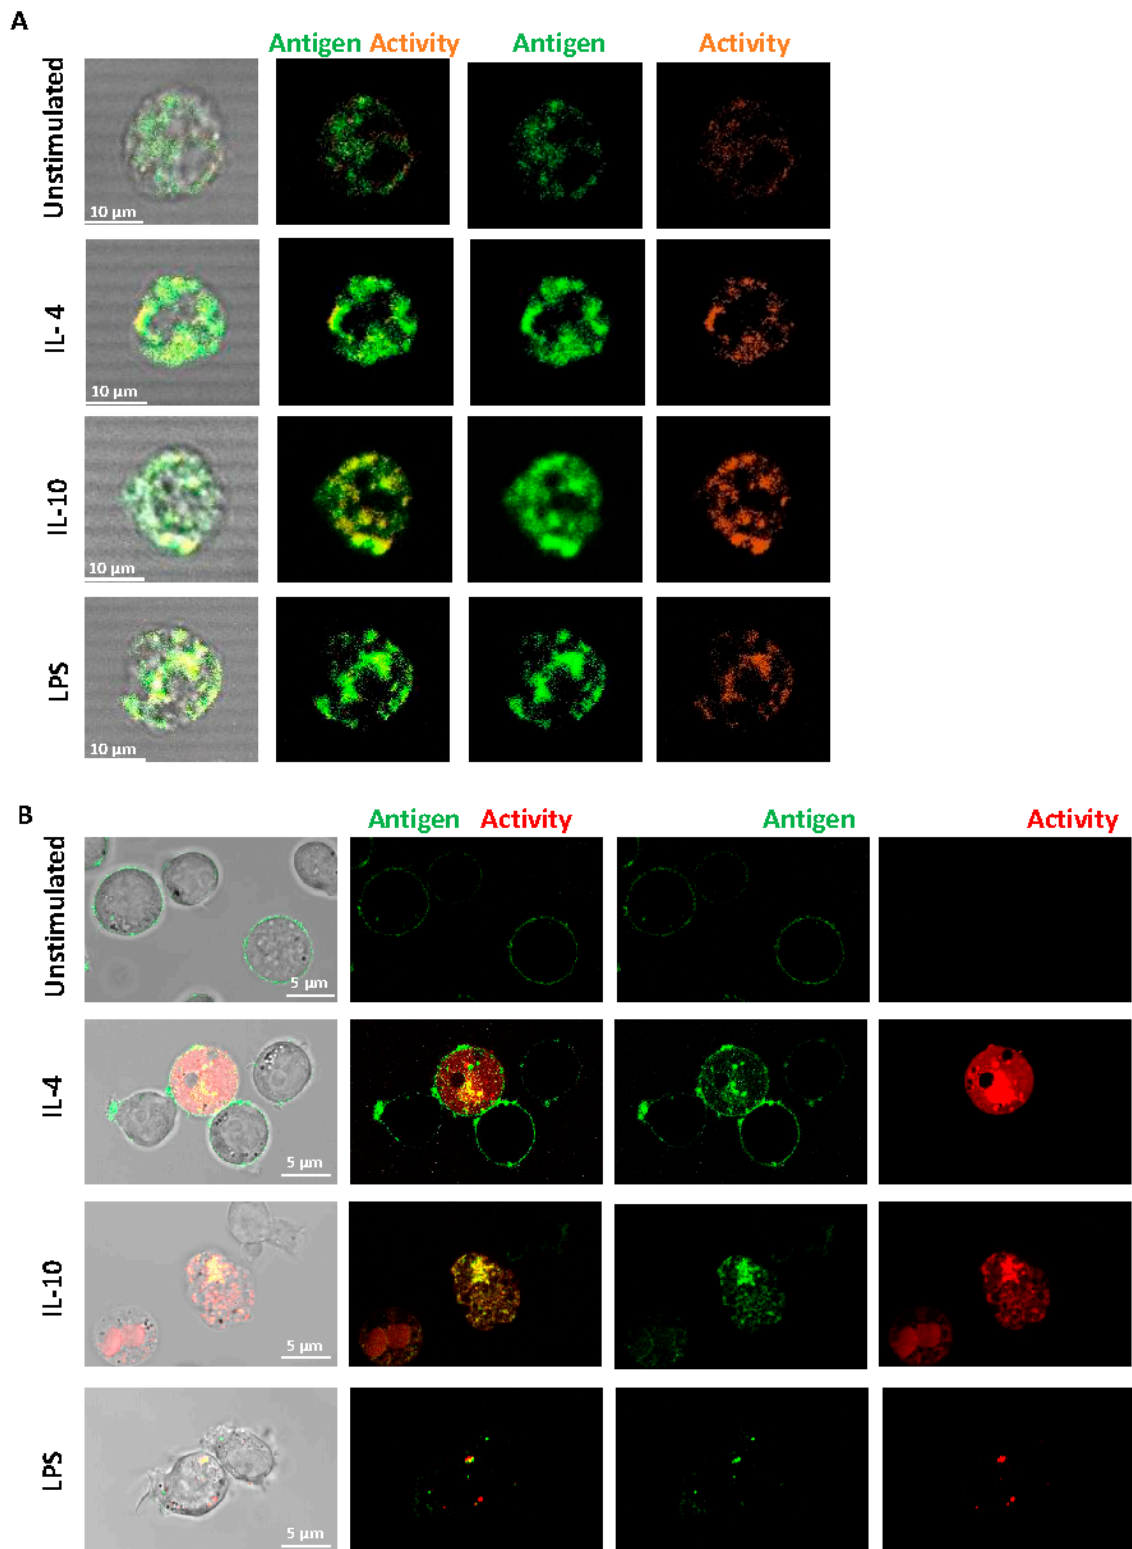 A
Antigen Activity Antigen Activity
Unstimulated
10 µm
IL- 4
10 µm
IL-10
10 µm
LPS
10 µm
B
Antigen Activity Antigen Activity
Unstimulated
5 µm
IL-4
5 µm
IL-10
5 µm
LPS
5 µm